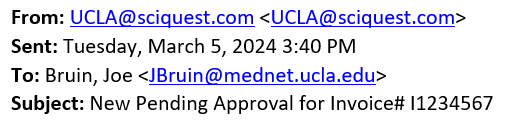 From: UCLA@sciquest.com <UCLA@sciquest.com>
Sent: Tuesday, March 5, 2024 3:40 PM
To: Bruin, Joe <JBruin@mednet.ucla.edu>
Subject: New Pending Approval for Invoice# I1234567